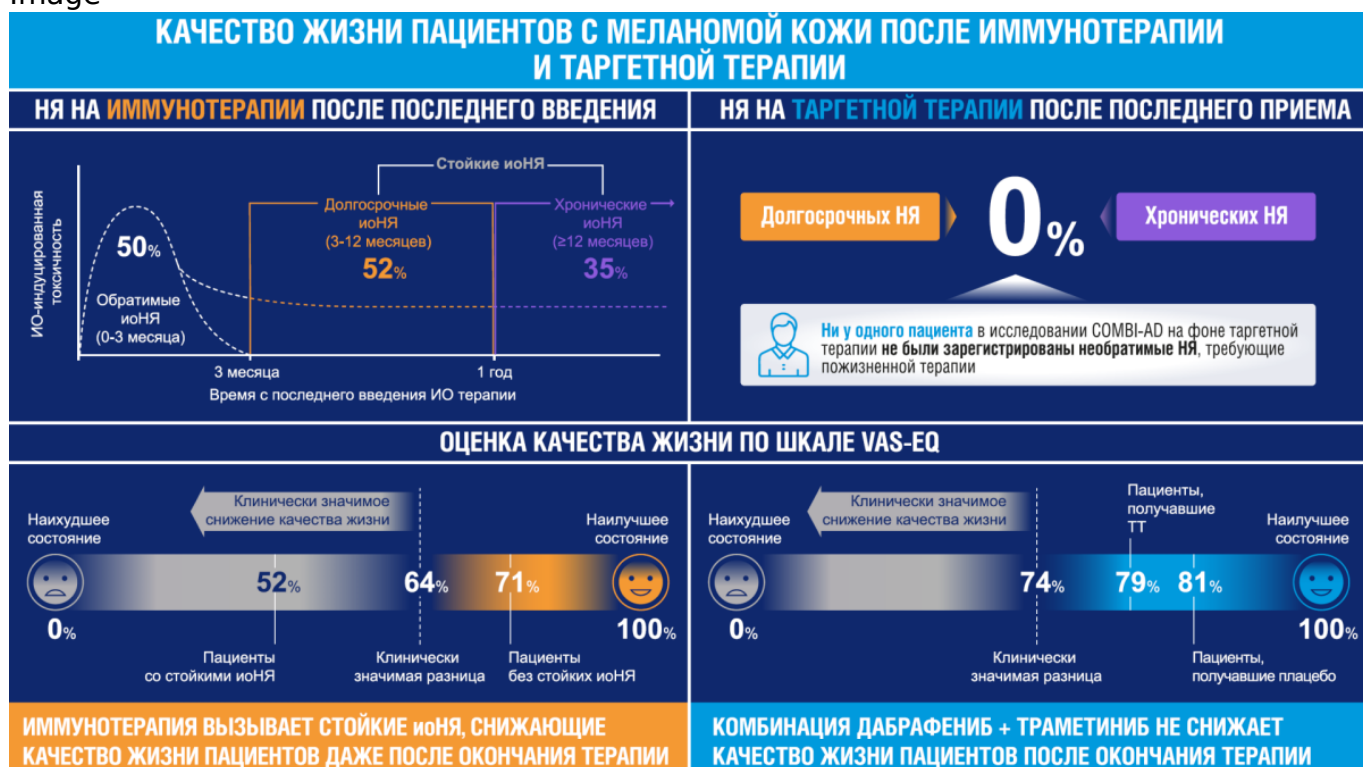 image
КАЧЕСТВО ЖИЗНИ ПАЦИЕНТОВ С МЕЛАНОМОЙ КОЖИ ПОСЛЕ ИММУНОТЕРАПИИ
И ТАРГЕТНОЙ ТЕРАПИИ
НЯ НА ИММУНОТЕРАПИИ ПОСЛЕ ПОСЛЕДНЕГО ВВЕДЕНИЯ
ИО-индуцированная
токсичность
Стойкие иоНЯ
50%
Обратимые
иоНЯ
(0-3 месяца)
Долгосрочные
иоНЯ
(3-12 месяцев)
52%
Хронические
иоНЯ
(≥12 месяцев)
35%
3 месяца
1 год
Время с последнего введения ИО терапии
НЯ НА ТАРГЕТНОЙ ТЕРАПИИ ПОСЛЕ ПОСЛЕДНЕГО ПРИЕМА
Долгосрочных НЯ
0%
Хронических НЯ
Ни у одного пациента в исследовании COMBI-AD на фоне таргетной
терапии не были зарегистрированы необратимые НЯ, требующие
пожизненной терапии
ОЦЕНКА КАЧЕСТВА ЖИЗНИ ПО ШКАЛЕ VAS-EQ
Клинически значимое
снижение качества жизни
Наихудшее
состояние
Наилучшее
состояние
52%
64%
71%
0%
100%
Пациенты
со стойкими иоНЯ
Клинически
значимая разница
Пациенты
без стойких иоНЯ
ИММУНОТЕРАПИЯ ВЫЗЫВАЕТ СТОЙКИЕ иоНЯ, СНИЖАЮЩИЕ
КАЧЕСТВО ЖИЗНИ ПАЦИЕНТОВ ДАЖЕ ПОСЛЕ ОКОНЧАНИЯ ТЕРАПИИ
Клинически значимое
снижение качества жизни
Пациенты,
получавшие
ТТ
Наихудшее
состояние
Наилучшее
состояние
74%
79%
81%
0%
100%
Клинически
значимая разница
Пациенты,
получавшие плацебо
КОМБИНАЦИЯ ДАБРАФЕНИБ + ТРАМЕТИНИБ НЕ СНИЖАЕТ
КАЧЕСТВО ЖИЗНИ ПАЦИЕНТОВ ПОСЛЕ ОКОНЧАНИЯ ТЕРАПИИ